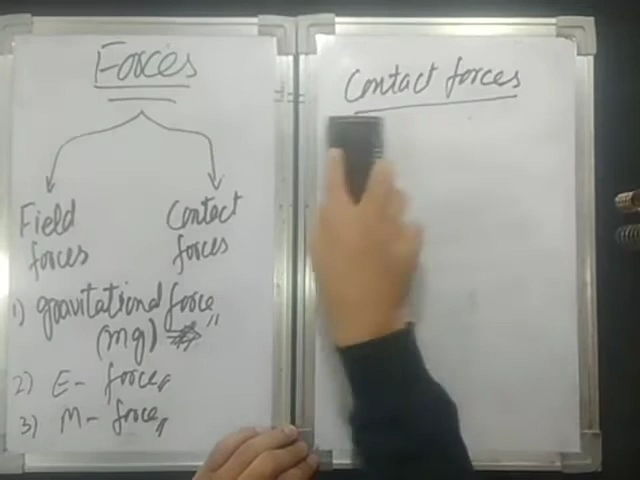 Forces
Field forces
Contact forces
1) gravitational force
(mg)
2) E- force
3) M- force
Contact forces